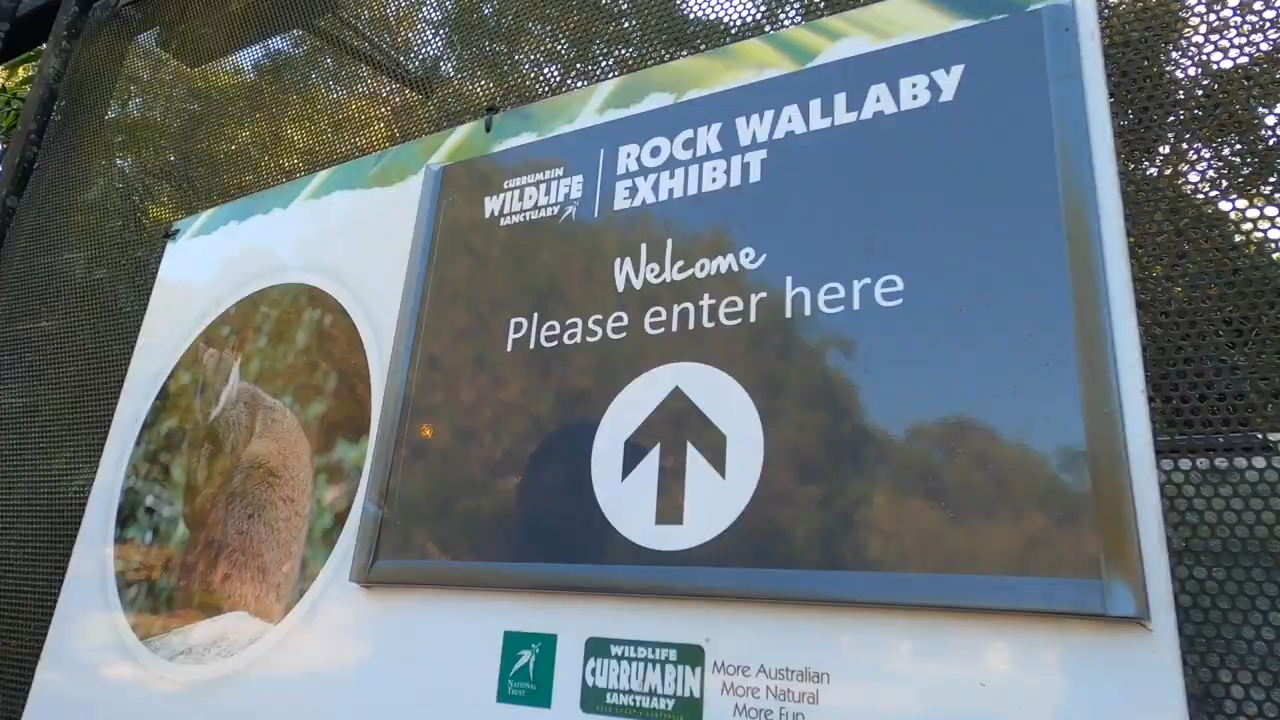 CURRUMBIN
WILDLIFE
SANCTUARY
ROCK WALLABY
EXHIBIT
Welcome
Please enter here
NATIONAL
TRUST
WILDLIFE
CURRUMBIN
SANCTUARY
More Australian
More Natural
More Fun